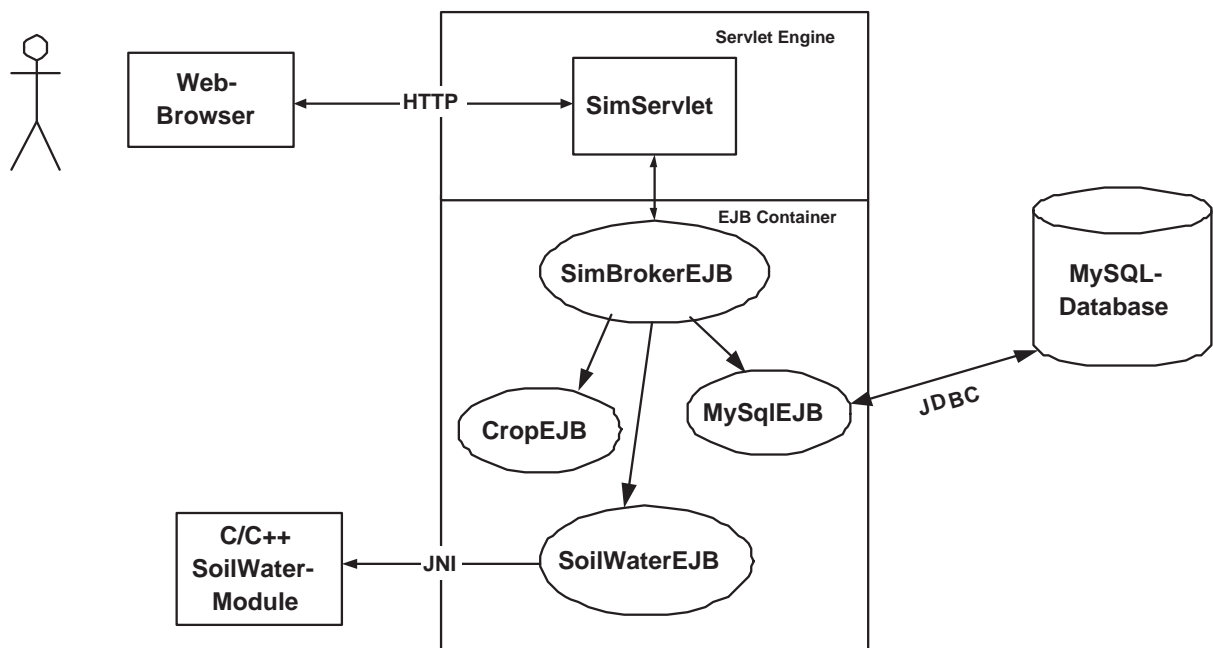 Servlet Engine
Web-
Browser
HTTP
SimServlet
EJB Container
SimBrokerEJB
MySQL-
Database
CropEJB
MySqlEJB
JDBC
C/C++
SoilWater-
Module
JNI
SoilWaterEJB